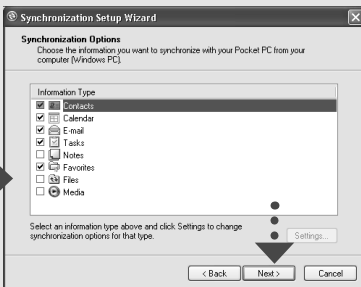 Synchronization Setup Wizard
Synchronization Options
Choose the information you want to synchronize with your Pocket PC from your
computer (Windows PC).
Information Type
Contacts
Calendar
E-mail
Tasks
Notes
Favorites
Files
Media
Select an information type above and click Settings to change
synchronization options for that type.
Settings...
< Back
Next >
Cancel